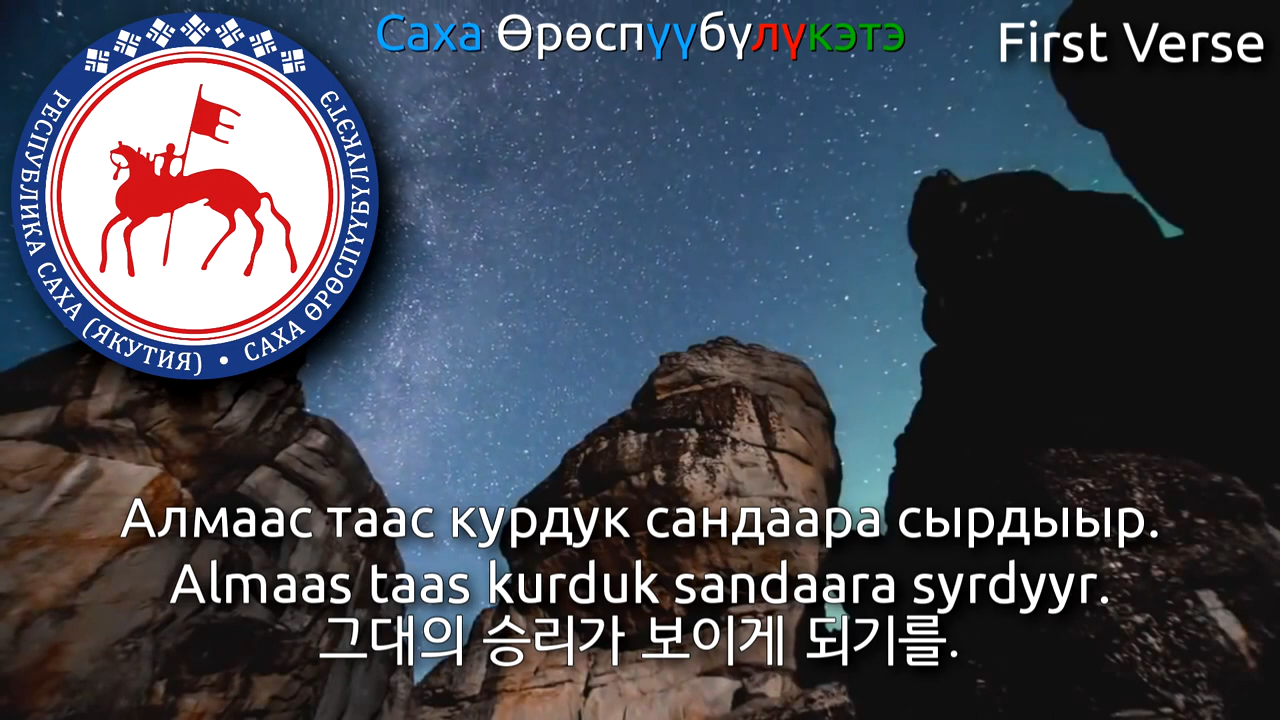 Саха Өрөспүүбүлүкэтэ
First Verse
РЕСПУБЛИКА САХА (ЯКУТИЯ) • САХА ӨРӨСПҮҮБҮЛҮКЭТЭ
Алмаас таас курдук сандаара сырдыыр.
Almaas taas kurduk sandaara syrdyyr.
그대의 승리가 보이게 되기를.